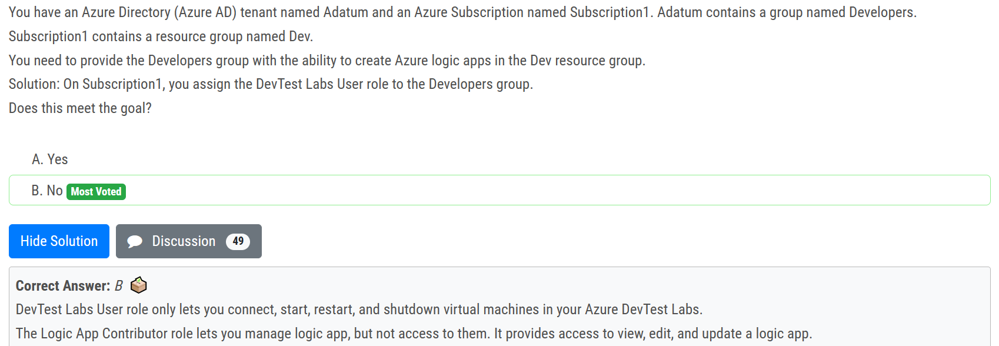 You have an Azure Directory (Azure AD) tenant named Adatum and an Azure Subscription named Subscription1. Adatum contains a group named Developers.
Subscription1 contains a resource group named Dev.
You need to provide the Developers group with the ability to create Azure logic apps in the Dev resource group.
Solution: On Subscription1, you assign the DevTest Labs User role to the Developers group.
Does this meet the goal?
A. Yes
B. No Most Voted
Hide Solution Discussion 49
Correct Answer: B
DevTest Labs User role only lets you connect, start, restart, and shutdown virtual machines in your Azure DevTest Labs.
The Logic App Contributor role lets you manage logic app, but not access to them. It provides access to view, edit, and update a logic app.